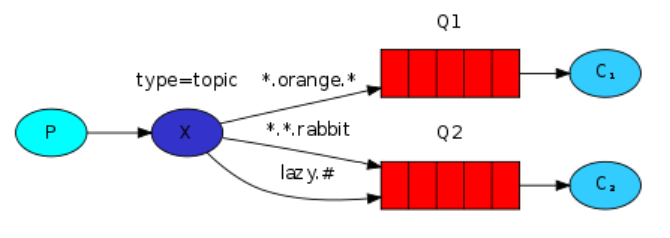 Q1
type=topic
*.orange.*
C₁
P
X
*.*.rabbit
Q2
lazy.#
C₂